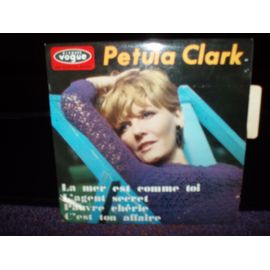 DISQUES
vogue
Petula Clark
La mer est comme toi
L'agent secret
Pauvre chérie
C'est ton affaire